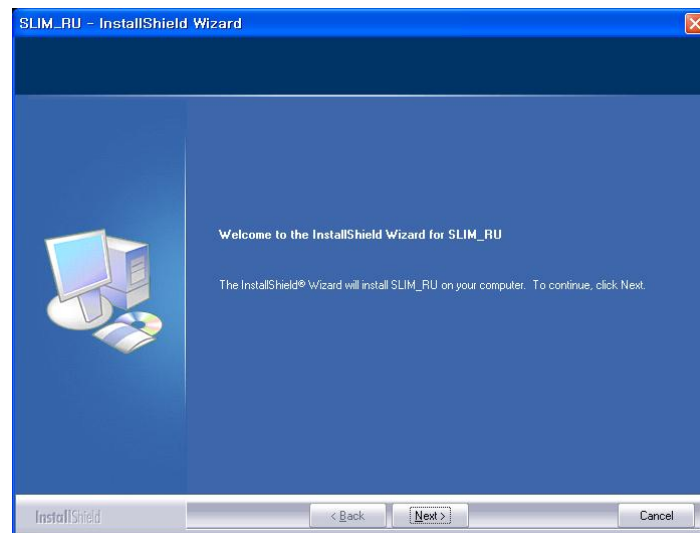 SLIM_RU - InstallShield Wizard
Welcome to the InstallShield Wizard for SLIM_RU
The InstallShield® Wizard will install SLIM_RU on your computer. To continue, click Next.
InstallShield
< Back
Next >
Cancel